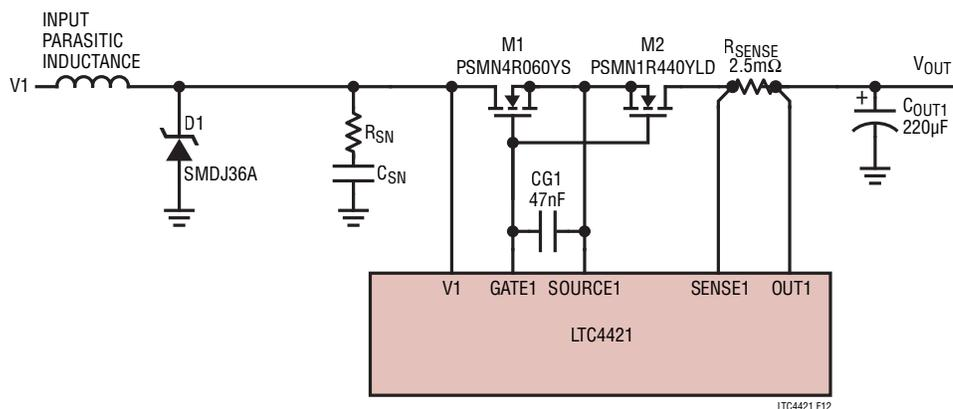 INPUT
PARASITIC
INDUCTANCE
V1
M1
PSMN4R060YS
M2
PSMN1R440YLD
RSENSE
2.5mΩ
VOUT
D1
SMDJ36A
RSN
CSN
+
COUT1
220µF
CG1
47nF
V1 GATE1 SOURCE1 SENSE1 OUT1
LTC4421
LTC4421 F12